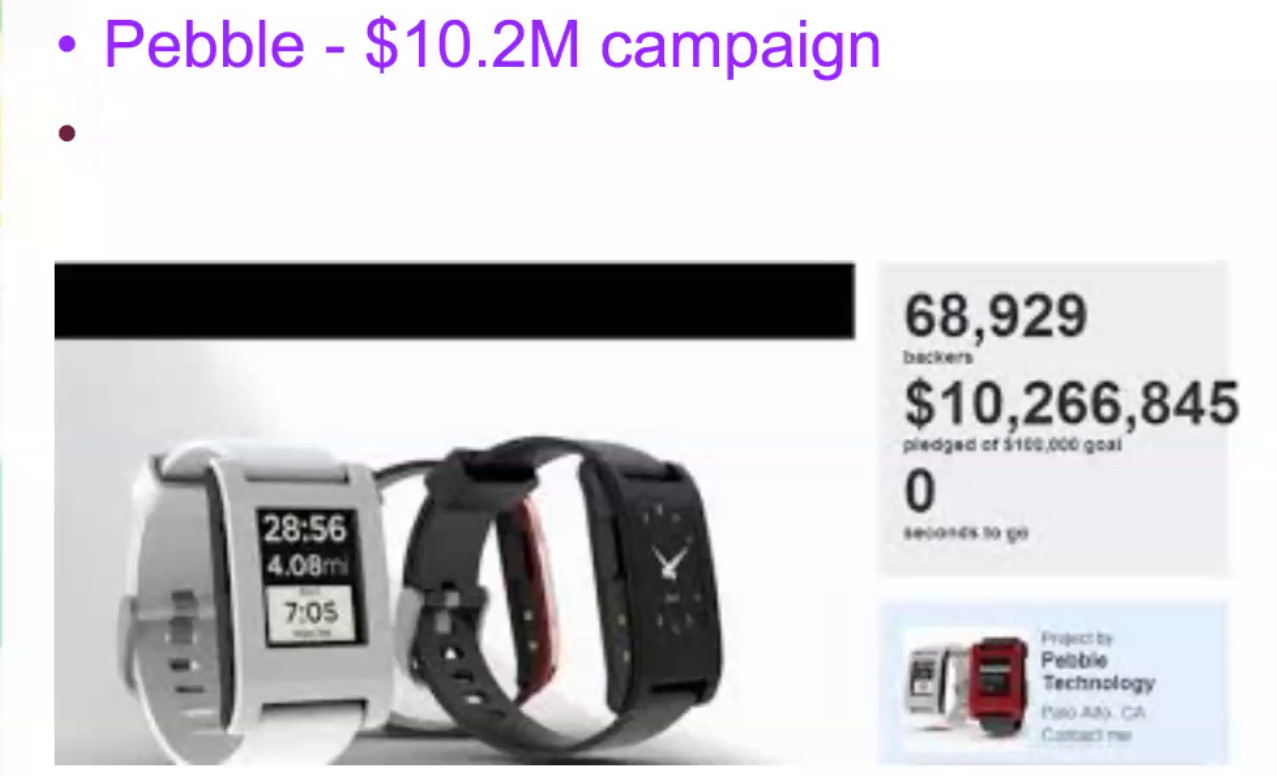 • Pebble - $10.2M campaign
•
68,929
backers
$10,266,845
pledged of $100,000 goal
0
seconds to go
28:56
4.08mi
7:05
Project by
Pebble
Technology
Palo Alto, CA
Contact me